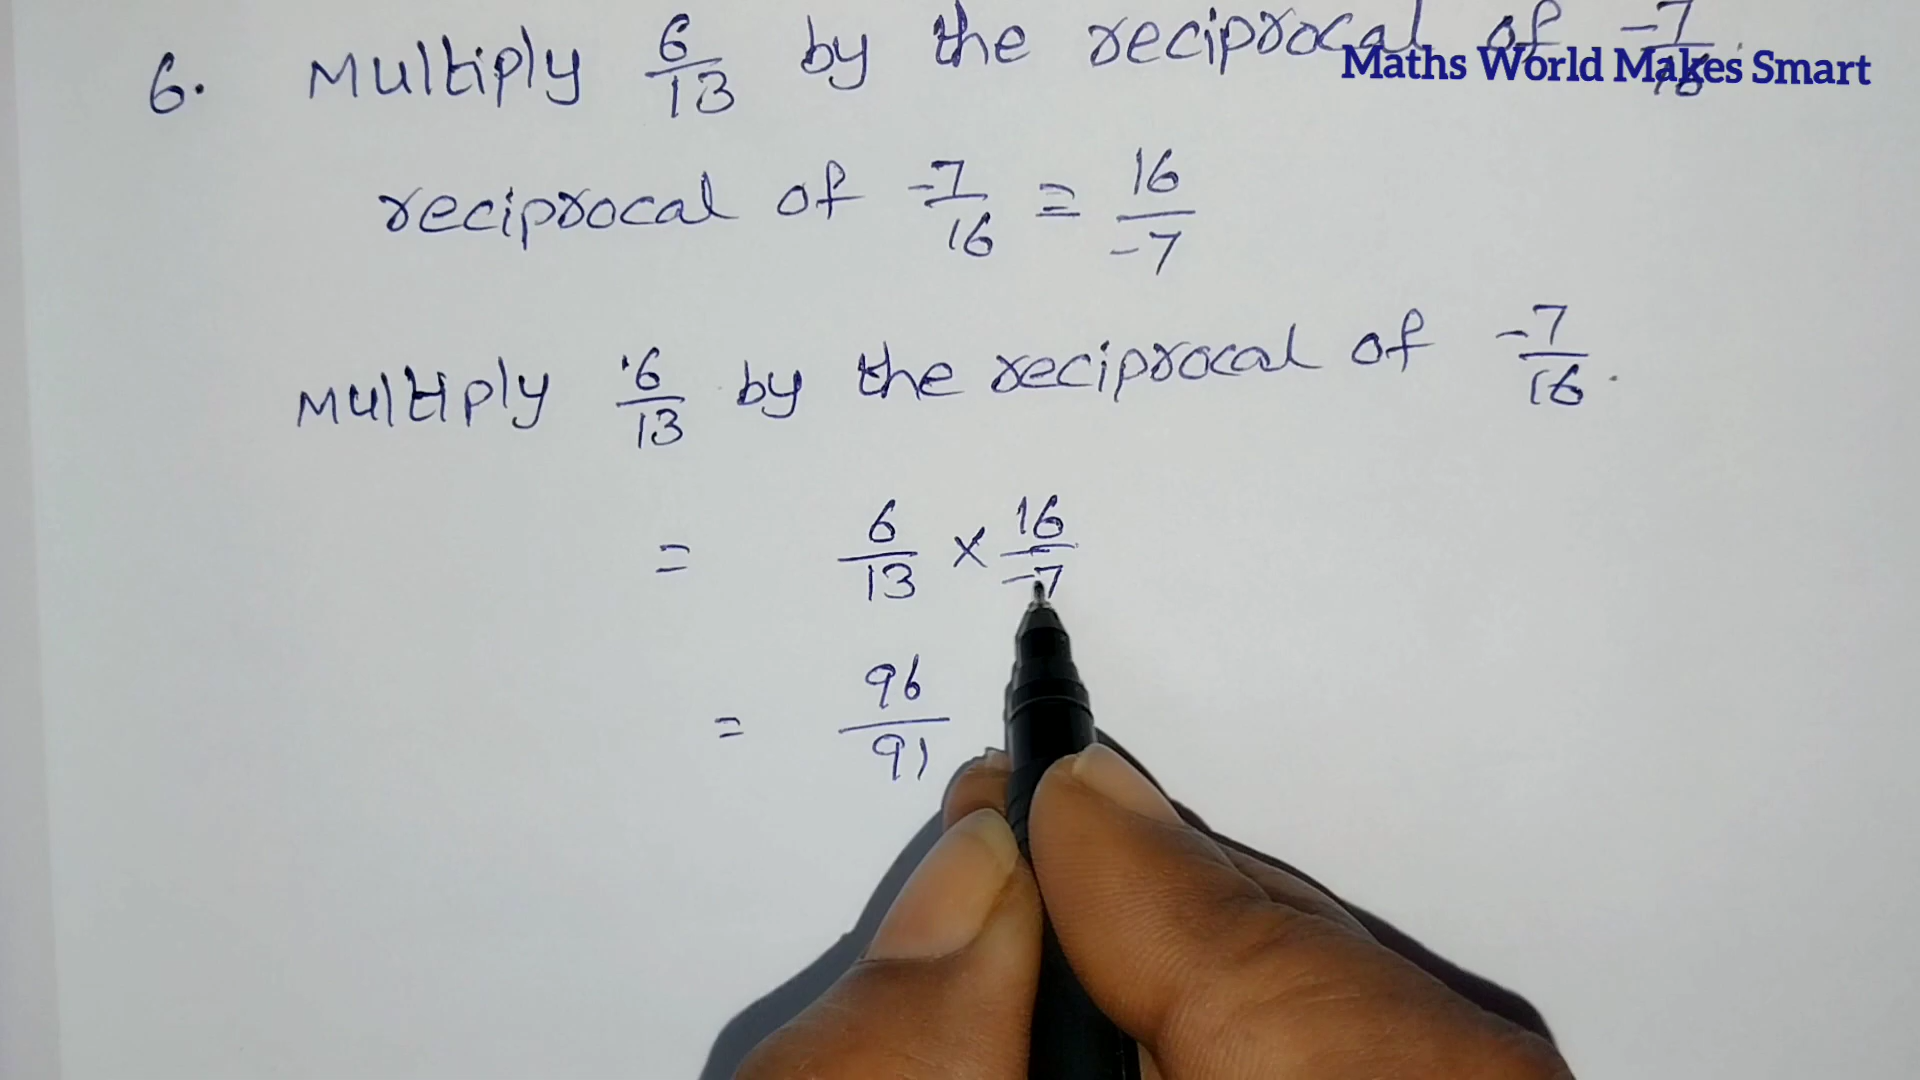 6. Multiply 6/13 by the reciprocal of -7/16.
Maths World Makes Smart
reciprocal of -7/16 = 16/-7
Multiply 6/13 by the reciprocal of -7/16.
= 6/13 × 16/-7
= 96/91